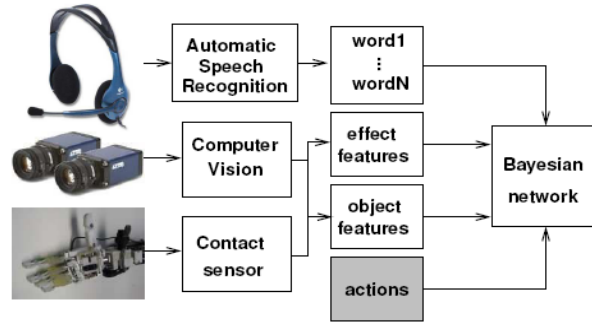 Automatic
Speech
Recognition
word1
⋮
wordN
Computer
Vision
effect
features
Bayesian
network
Contact
sensor
object
features
actions